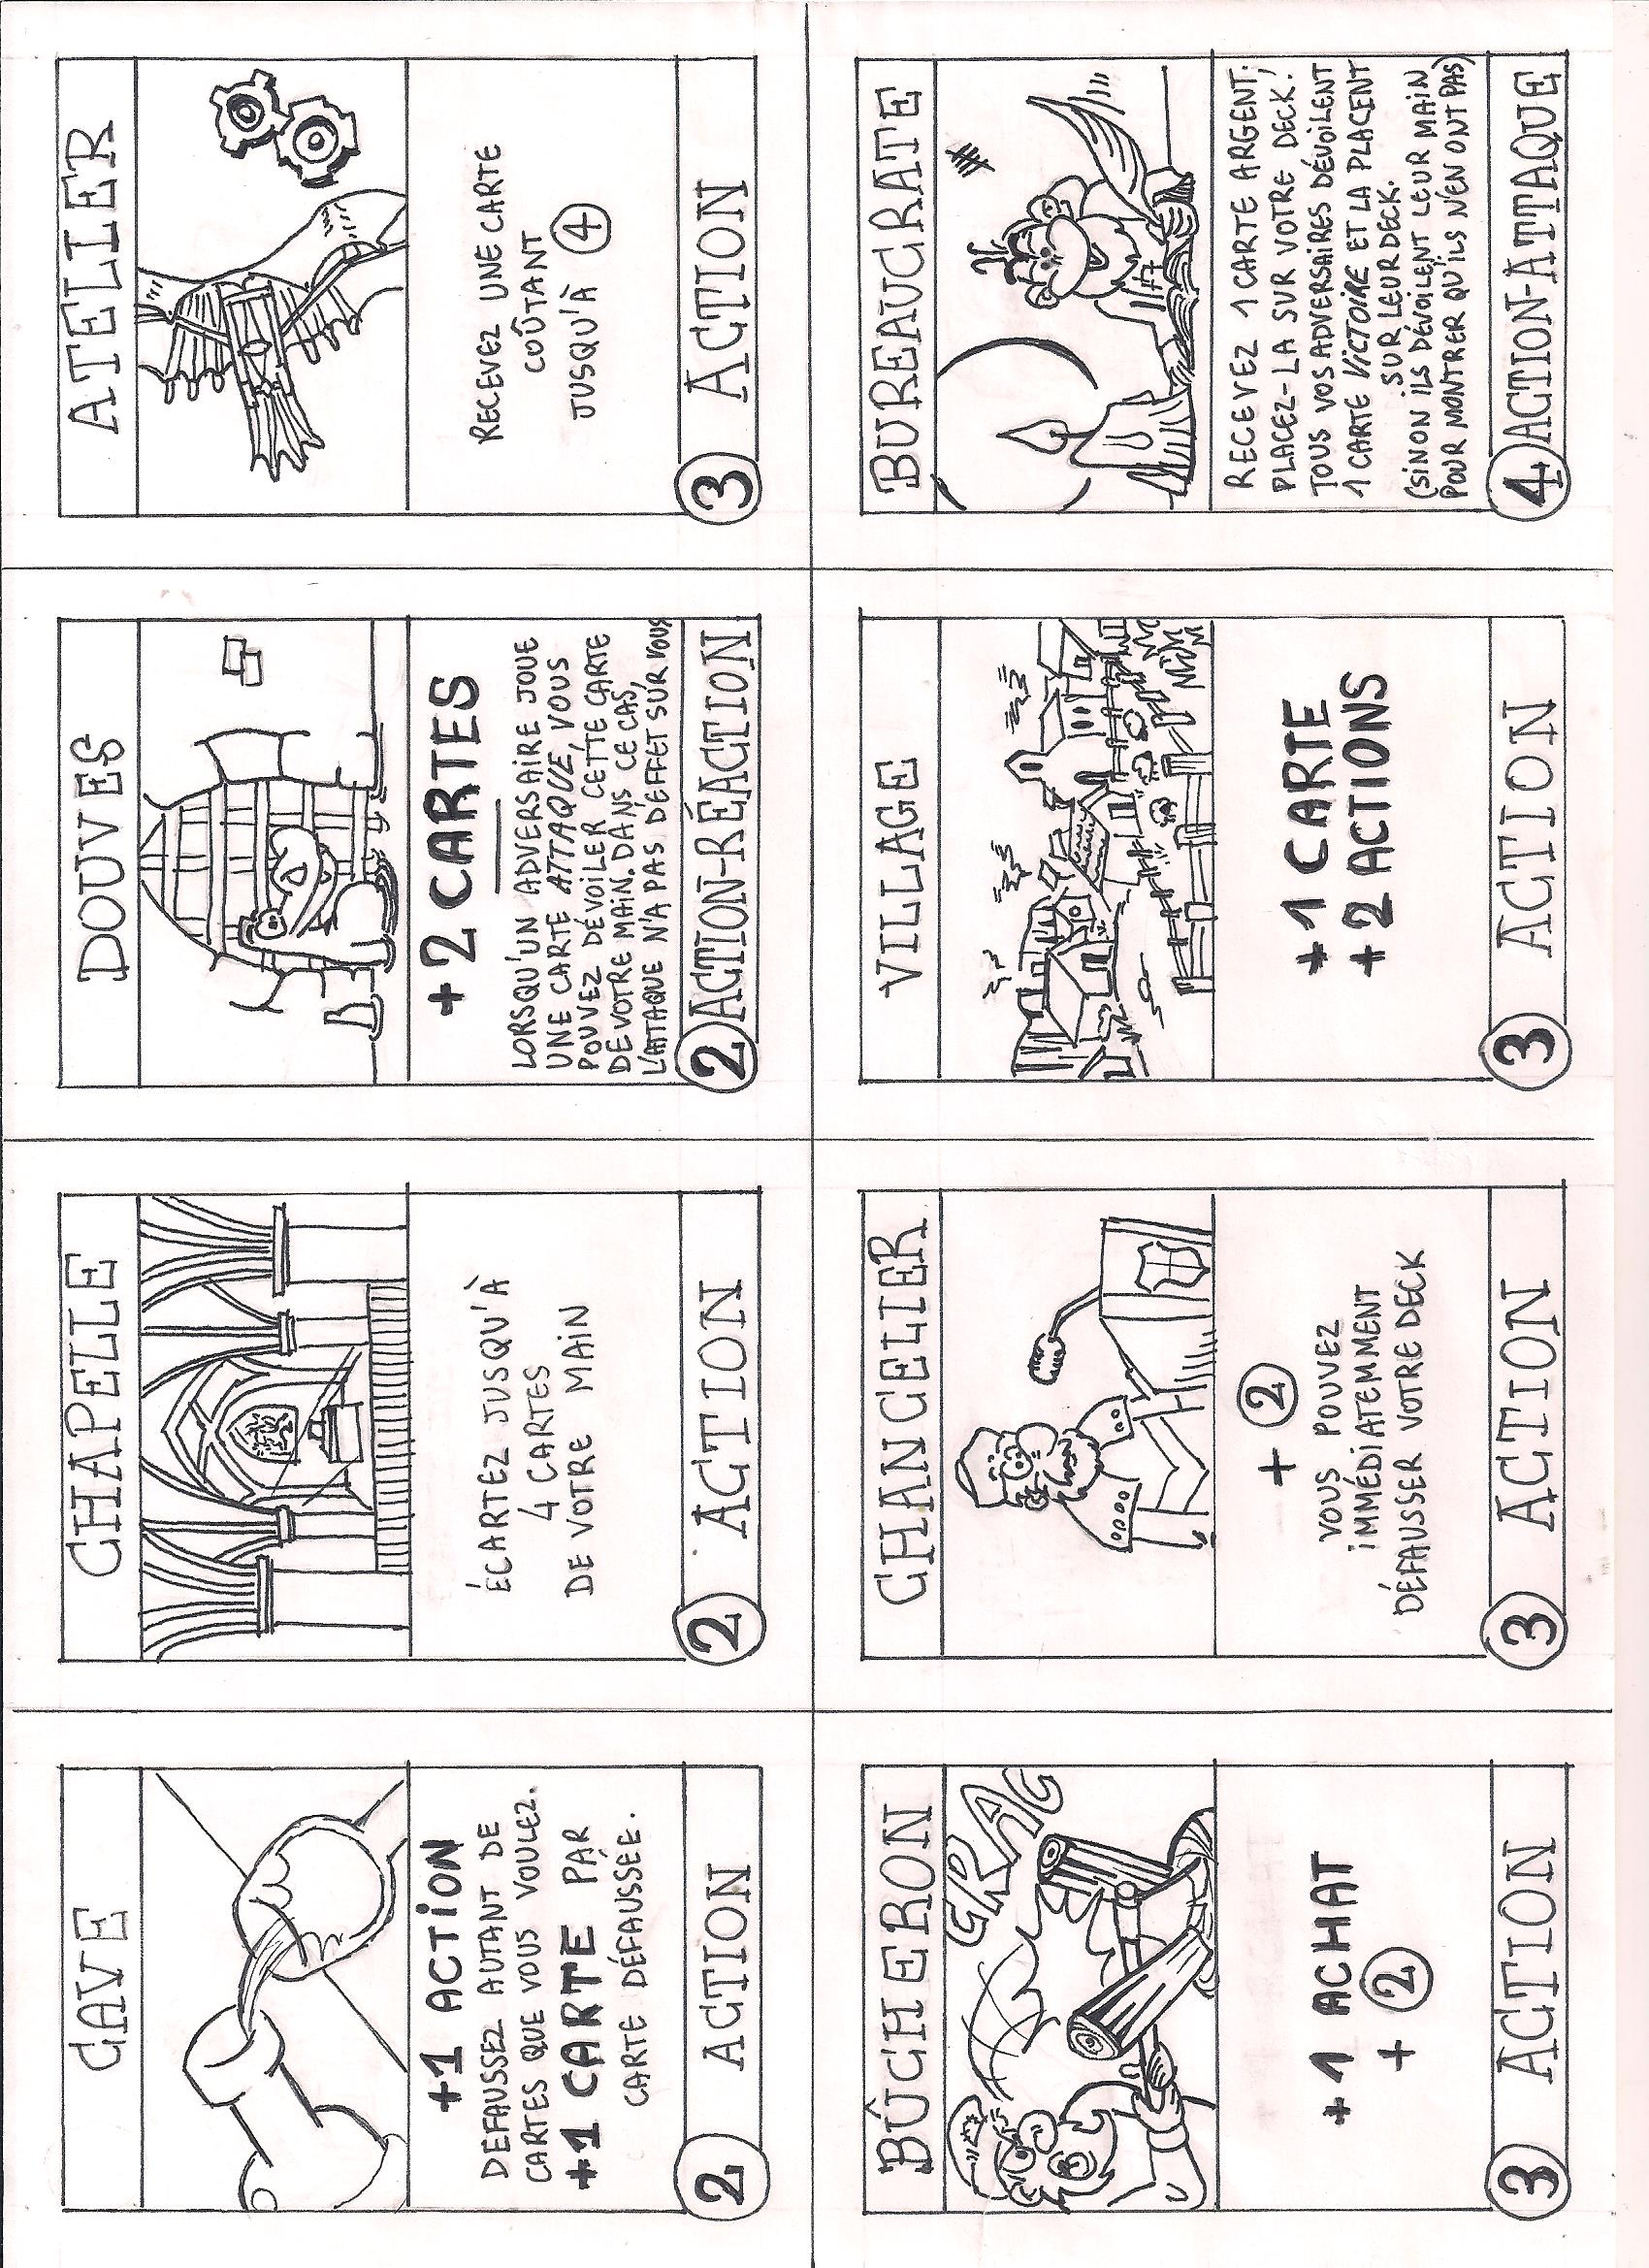 CAVE
+1 ACTION
DEFAUSSEZ AUTANT DE
CARTES QUE VOUS VOULEZ.
+1 CARTE PAR
CARTE DÉFAUSSEE.
2 ACTION
CHAPELLE
ÉCARTEZ JUSQU'À
4 CARTES
DE VOTRE MAIN
2 ACTION
DOUVES
+2 CARTES
LORSQU'UN ADVERSAIRE JOUE
UNE CARTE ATTAQUE, VOUS
POUVEZ DÉVOILER CETTE CARTE
DE VOTRE MAIN. DANS CE CAS,
L'ATTAQUE N'A PAS D'EFFET SUR VOUS
2 ACTION-RÉACTION
ATELIER
RECEVEZ UNE CARTE
COÛTANT
JUSQU'À 4
3 ACTION
BÛCHERON
CRAC
+1 ACHAT
+ 2
3 ACTION
CHANCELIER
+ 2
VOUS POUVEZ
IMMÉDIATEMMENT
DÉFAUSSER VOTRE DECK
3 ACTION
VILLAGE
+1 CARTE
+2 ACTIONS
3 ACTION
BUREAUCRATE
RECEVEZ 1 CARTE ARGENT;
PLACEZ-LA SUR VOTRE DECK.
TOUS VOS ADVERSAIRES DÉVOILENT
1 CARTE VICTOIRE ET LA PLACENT
SUR LEUR DECK.
(SINON ILS DÉVOILENT LEUR MAIN
POUR MONTRER QU'ILS N'EN ONT PAS)
4 ACTION-ATTAQUE